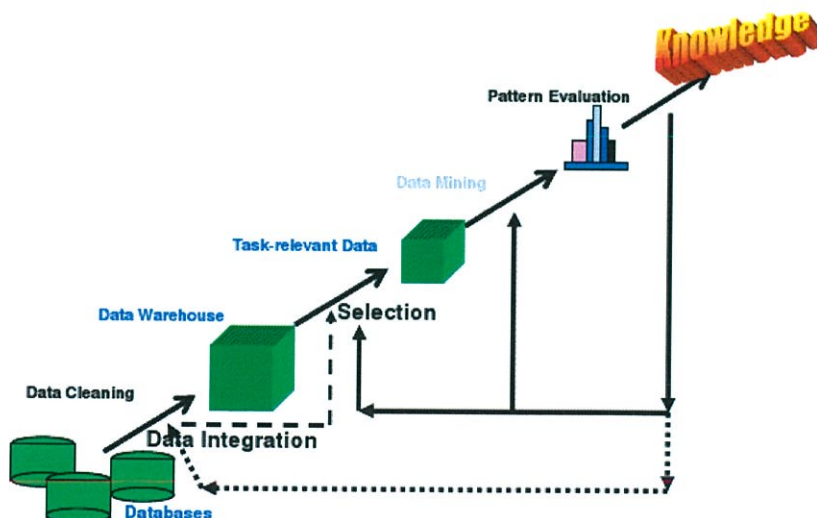 Knowledge
Pattern Evaluation
Data Mining
Task-relevant Data
Selection
Data Warehouse
Data Cleaning
Data Integration
Databases